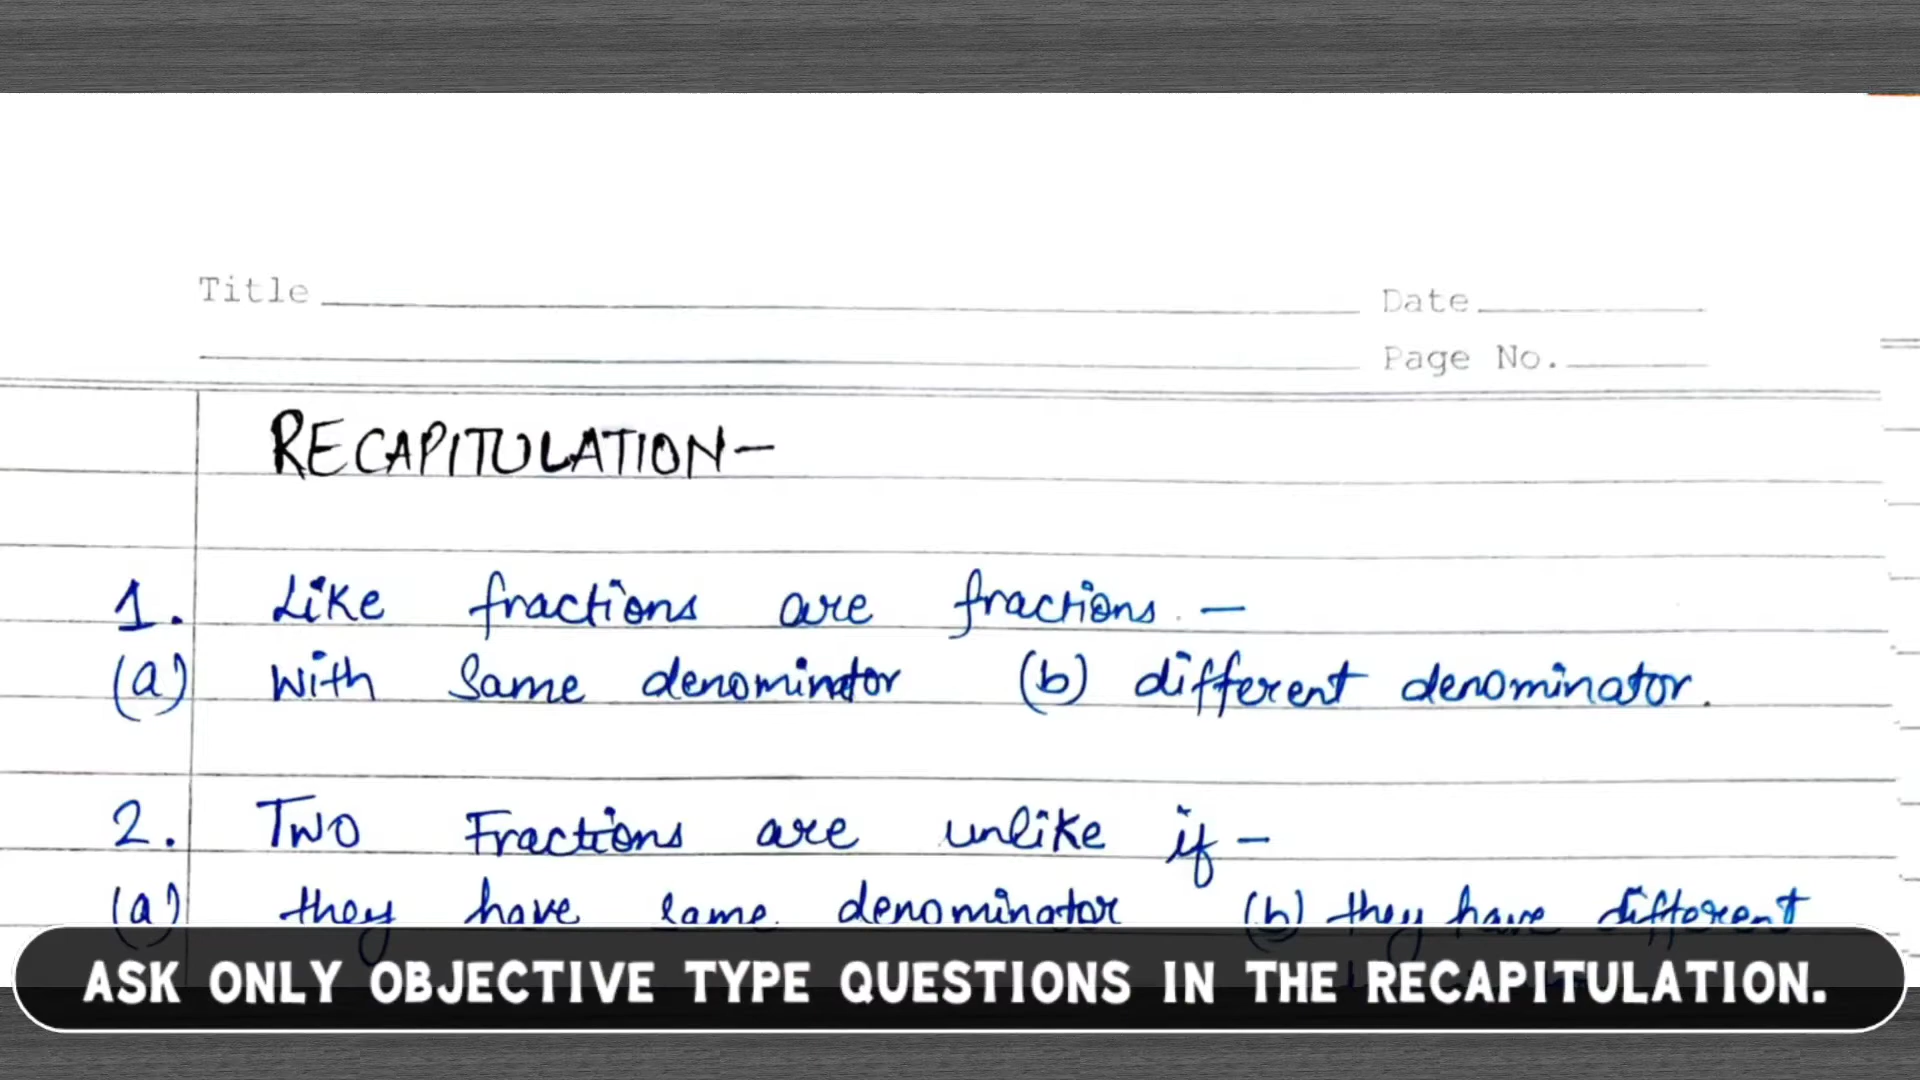 Title
Date
Page No.
RECAPITULATION-
1. Like fractions are fractions. -
(a) with same denominator (b) different denominator.
2. Two Fractions are unlike if -
(a) they have same denominator (b) they have different
ASK ONLY OBJECTIVE TYPE QUESTIONS IN THE RECAPITULATION.